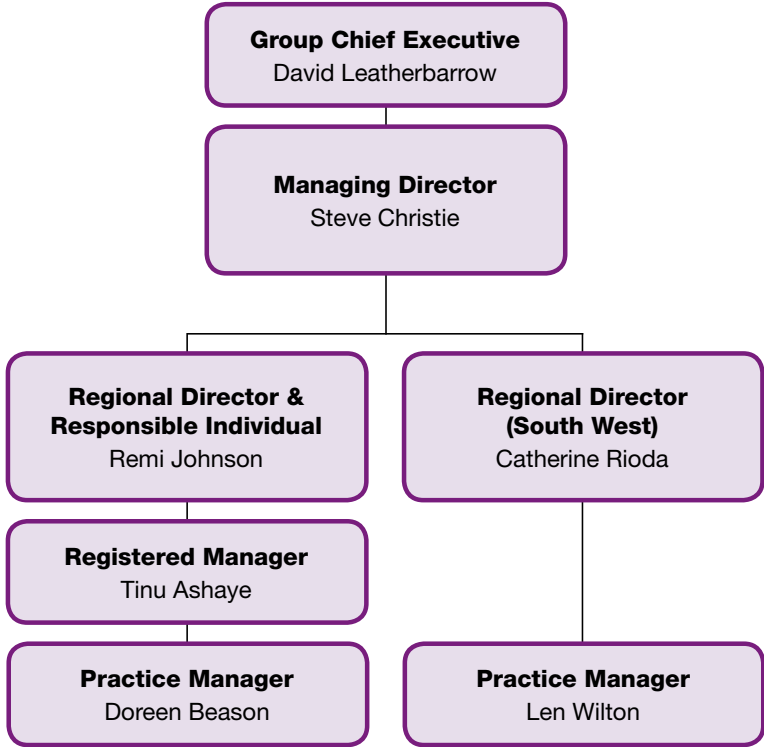 Group Chief Executive
David Leatherbarrow
Managing Director
Steve Christie
Regional Director &
Responsible Individual
Remi Johnson
Regional Director
(South West)
Catherine Rioda
Registered Manager
Tinu Ashaye
Practice Manager
Doreen Beason
Practice Manager
Len Wilton